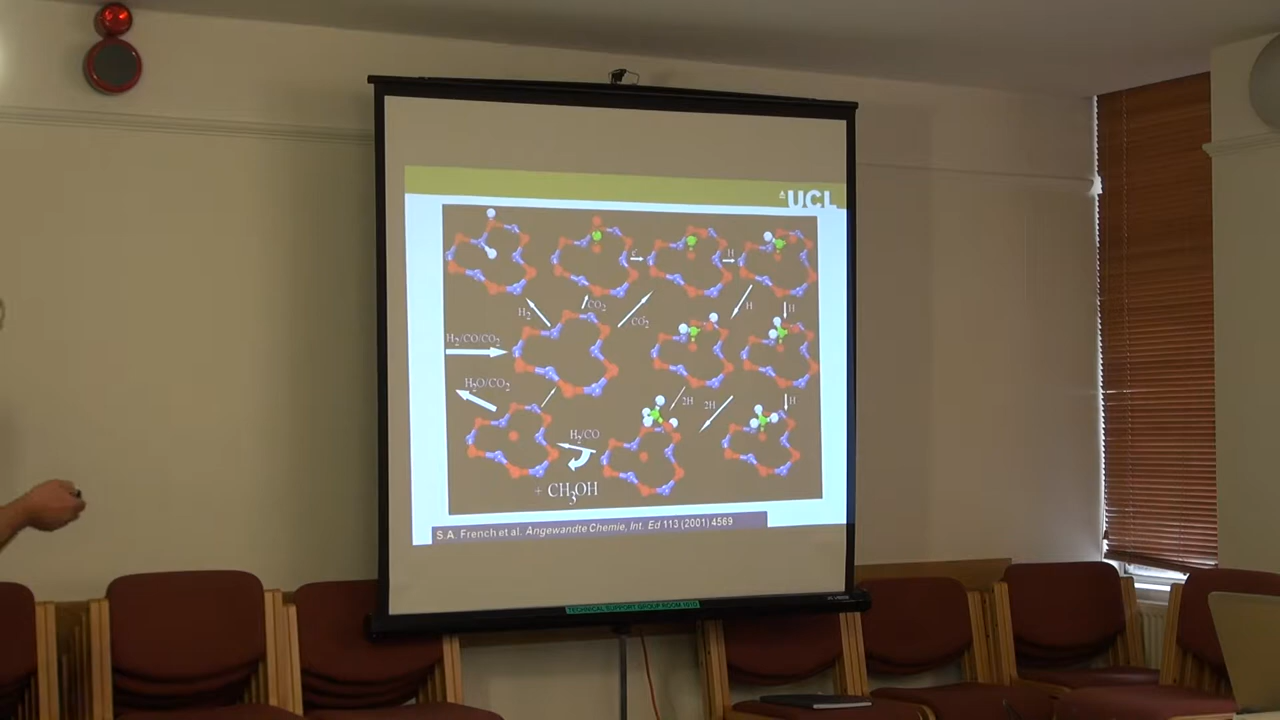 UCL
e⁻
H
H₂
CO₂
CO₂⁻
H
H
H₂/CO/CO₂
H₂O/CO₂
2H
2H
H
H₂/CO
+ CH₃OH
S.A. French et al. Angewandte Chemie, Int. Ed 113 (2001) 4569
TECHNICAL SUPPORT GROUP ROOM 101D